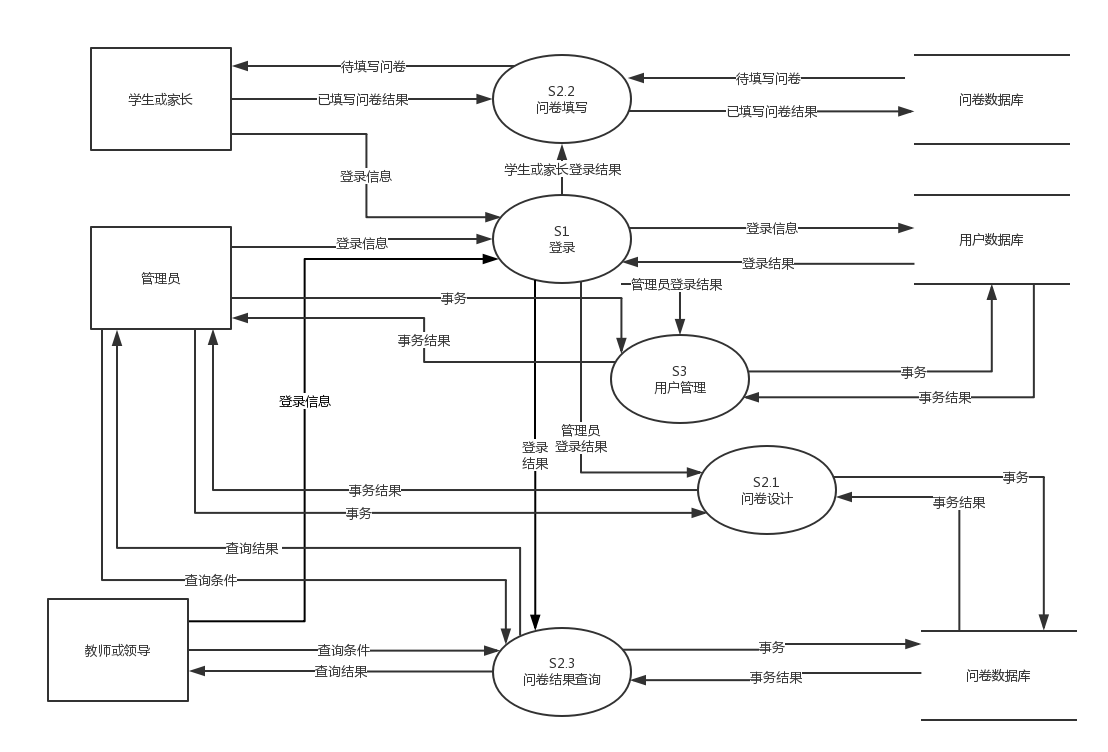 待填写问卷
待填写问卷
学生或家长
已填写问卷结果
S2.2
问卷填写
已填写问卷结果
问卷数据库
登录信息
学生或家长登录结果
管理员
登录信息
S1
登录
登录信息
登录结果
用户数据库
事务
管理员登录结果
事务结果
S3
用户管理
事务
事务结果
登录信息
登录
结果
管理员
登录结果
S2.1
问卷设计
事务
事务结果
事务结果
事务
查询结果
查询条件
教师或领导
查询条件
查询结果
S2.3
问卷结果查询
事务
事务结果
问卷数据库